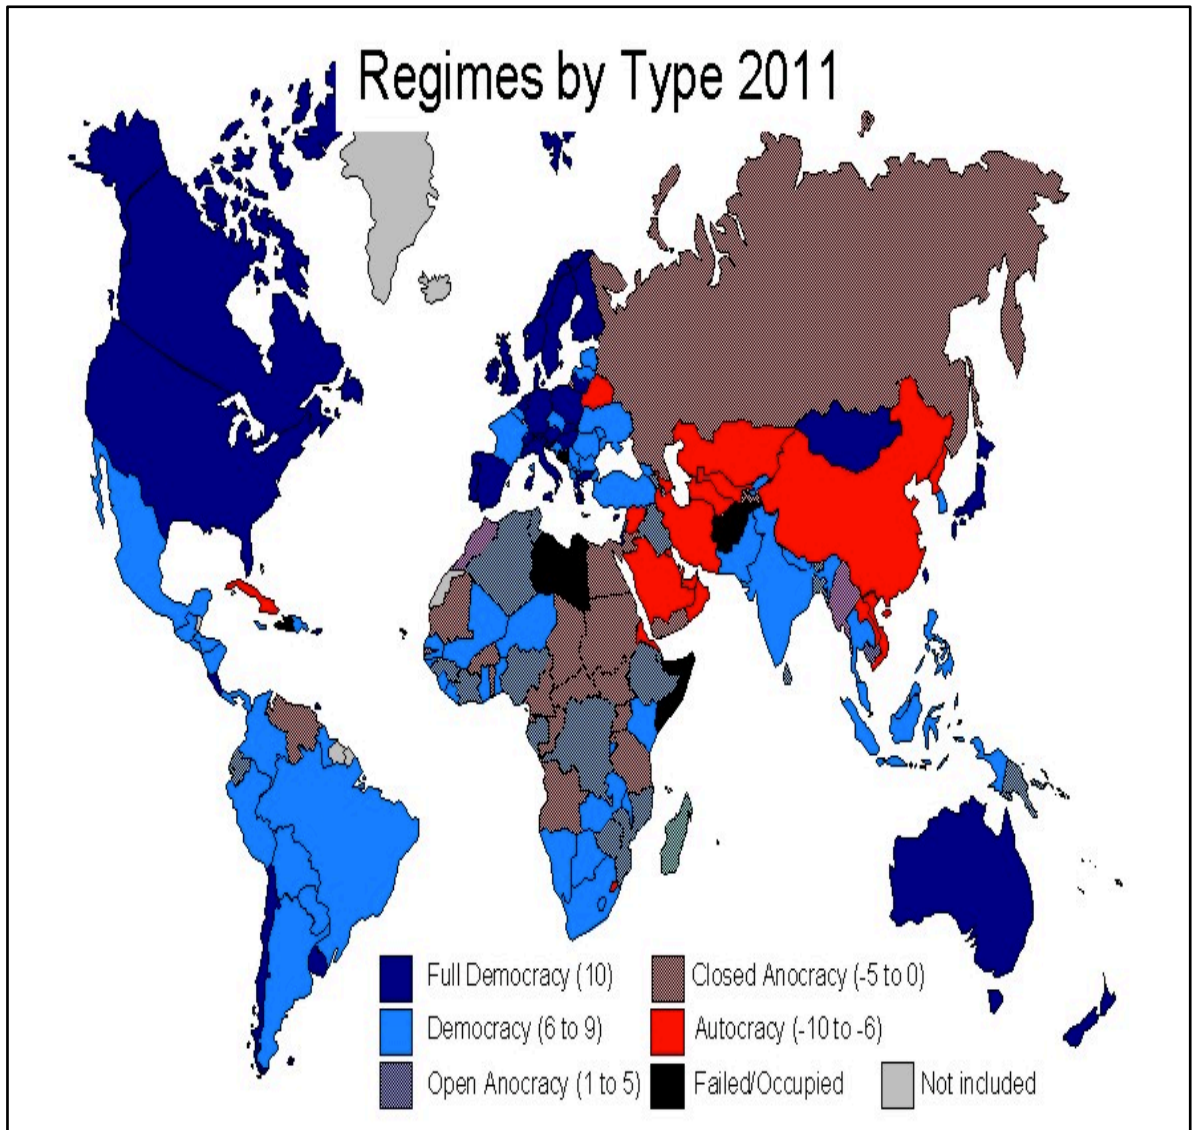 Regimes by Type 2011
Full Democracy (10)
Closed Anocracy (-5 to 0)
Democracy (6 to 9)
Autocracy (-10 to -6)
Open Anocracy (1 to 5)
Failed/Occupied
Not included